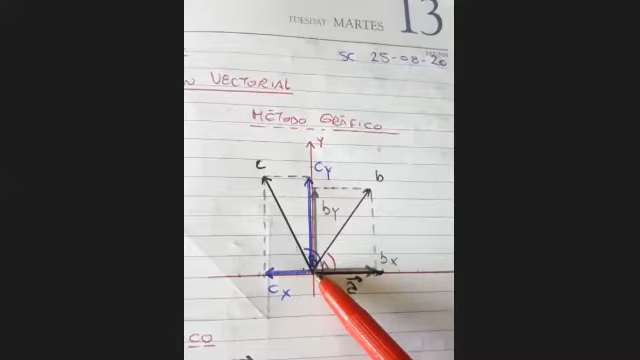 TUESDAY MARTES 13
SC 25-08-20
VECTORIAL
MÉTODO GRÁFICO
Y
c
cY
b
bY
bx
cx
CO